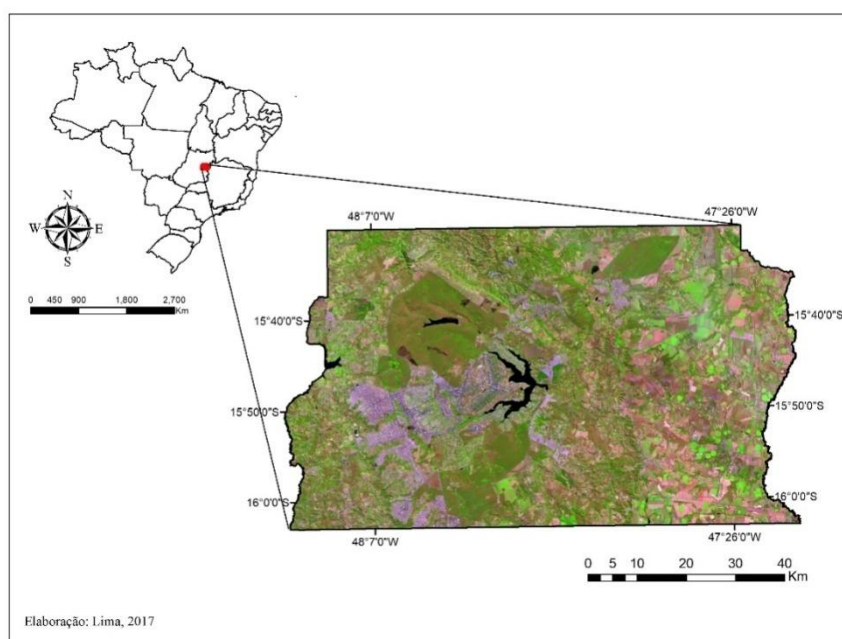 N
W E
S
0 450 900 1,800 2,700
Km
48°7'0"W 47°26'0"W
15°40'0"S 15°40'0"S
15°50'0"S 15°50'0"S
16°0'0"S 16°0'0"S
48°7'0"W 47°26'0"W
0 5 10 20 30 40
Km
Elaboração: Lima, 2017